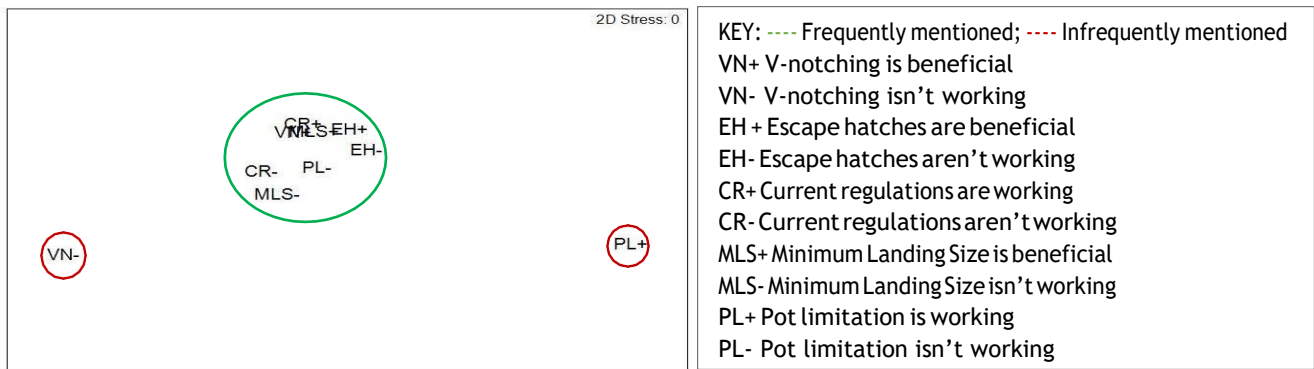 2D Stress: 0
CR+
VN+
MLS+
EH+
EH-
PL-
CR-
MLS-
VN-
PL+
KEY: ---- Frequently mentioned; ---- Infrequently mentioned
VN+ V-notching is beneficial
VN- V-notching isn't working
EH + Escape hatches are beneficial
EH- Escape hatches aren't working
CR+ Current regulations are working
CR- Current regulations aren't working
MLS+ Minimum Landing Size is beneficial
MLS- Minimum Landing Size isn't working
PL+ Pot limitation is working
PL- Pot limitation isn't working